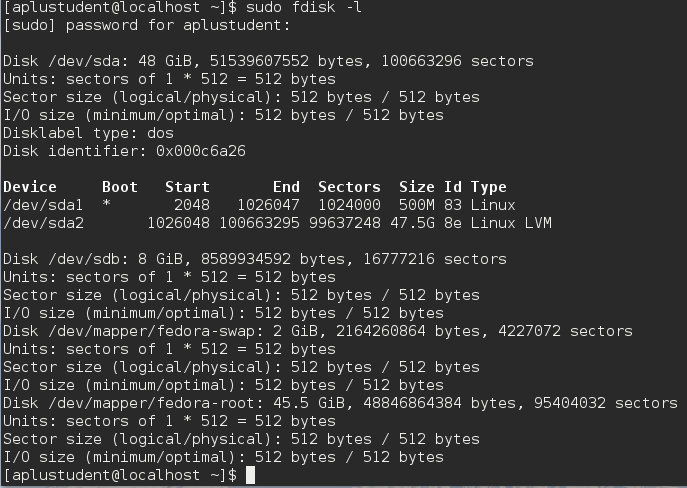 [aplustudent@localhost ~]$ sudo fdisk -l
[sudo] password for aplustudent:
Disk /dev/sda: 48 GiB, 51539607552 bytes, 100663296 sectors
Units: sectors of 1 * 512 = 512 bytes
Sector size (logical/physical): 512 bytes / 512 bytes
I/O size (minimum/optimal): 512 bytes / 512 bytes
Disklabel type: dos
Disk identifier: 0x000c6a26
Device     Boot   Start       End  Sectors  Size Id Type
/dev/sda1  *       2048   1026047  1024000  500M 83 Linux
/dev/sda2       1026048 100663295 99637248 47.5G 8e Linux LVM
Disk /dev/sdb: 8 GiB, 8589934592 bytes, 16777216 sectors
Units: sectors of 1 * 512 = 512 bytes
Sector size (logical/physical): 512 bytes / 512 bytes
I/O size (minimum/optimal): 512 bytes / 512 bytes
Disk /dev/mapper/fedora-swap: 2 GiB, 2164260864 bytes, 4227072 sectors
Units: sectors of 1 * 512 = 512 bytes
Sector size (logical/physical): 512 bytes / 512 bytes
I/O size (minimum/optimal): 512 bytes / 512 bytes
Disk /dev/mapper/fedora-root: 45.5 GiB, 48846864384 bytes, 95404032 sectors
Units: sectors of 1 * 512 = 512 bytes
Sector size (logical/physical): 512 bytes / 512 bytes
I/O size (minimum/optimal): 512 bytes / 512 bytes
[aplustudent@localhost ~]$